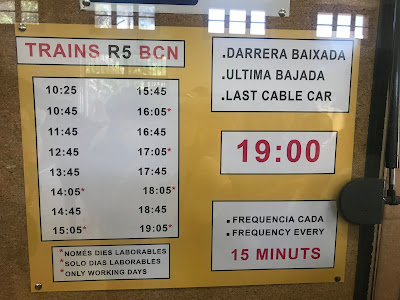 TRAINS R5 BCN
10:25 15:45
10:45 16:05*
11:45 16:45
12:45 17:05*
13:45 17:45
14:05* 18:05*
14:45 18:45
15:05* 19:05*
*NOMÉS DIES LABORABLES
*SOLO DIAS LABORABLES
*ONLY WORKING DAYS
.DARRERA BAIXADA
.ULTIMA BAJADA
.LAST CABLE CAR
19:00
.FREQUENCIA CADA
.FREQUENCY EVERY
15 MINUTS